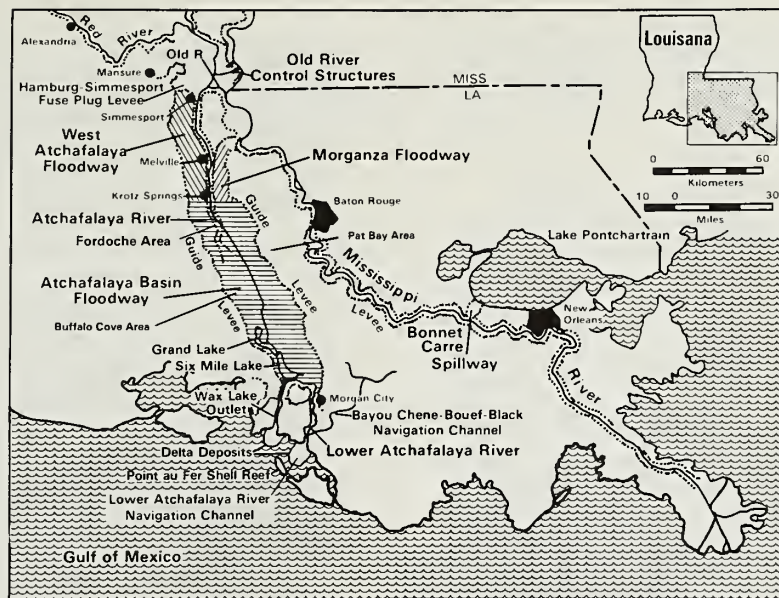 Red
River
Alexandria
Mansure
Old R
Old River
Control Structures
Louisana
MISS
LA
Hamburg-Simmesport
Fuse Plug Levee
Simmesport
West
Atchafalaya
Floodway
Melville
Morganza Floodway
0 60
Kilometers
10 0 30
Miles
Krotz Springs
Guide
Baton Rouge
Atchafalaya River
Fordoche Area
Guide
Pat Bay Area
Lake Pontchartrain
Mississippi
Atchafalaya Basin
Floodway
Levee
Levee
Buffalo Cove Area
Levee
New
Orleans
Bonnet
Carre
Spillway
Grand Lake
Six Mile Lake
River
Wax Lake
Outlet
Morgan City
Bayou Chene-Bouef-Black
Navigation Channel
Delta Deposits
Lower Atchafalaya River
Point au Fer Shell Reef
Lower Atchafalaya River
Navigation Channel
Gulf of Mexico